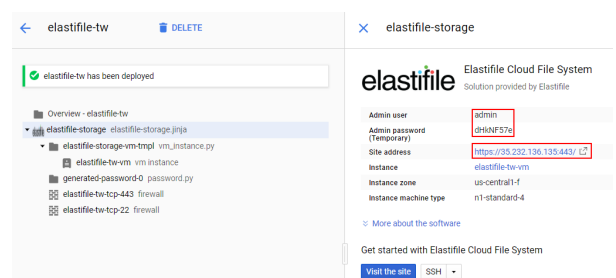 elastifile-tw
DELETE
elastifile-tw has been deployed
Overview - elastifile-tw
elastifile-storage elastifile-storage.jinja
elastifile-storage-vm-tmpl vm_instance.py
elastifile-tw-vm vm instance
generated-password-0 password.py
elastifile-tw-tcp-443 firewall
elastifile-tw-tcp-22 firewall
elastifile-storage
elastifile
Elastifile Cloud File System
Solution provided by Elastifile
Admin user admin
Admin password (Temporary) dHkNF57e
Site address https://35.232.136.135:443/
Instance elastifile-tw-vm
Instance zone us-central1-f
Instance machine type n1-standard-4
More about the software
Get started with Elastifile Cloud File System
Visit the site SSH